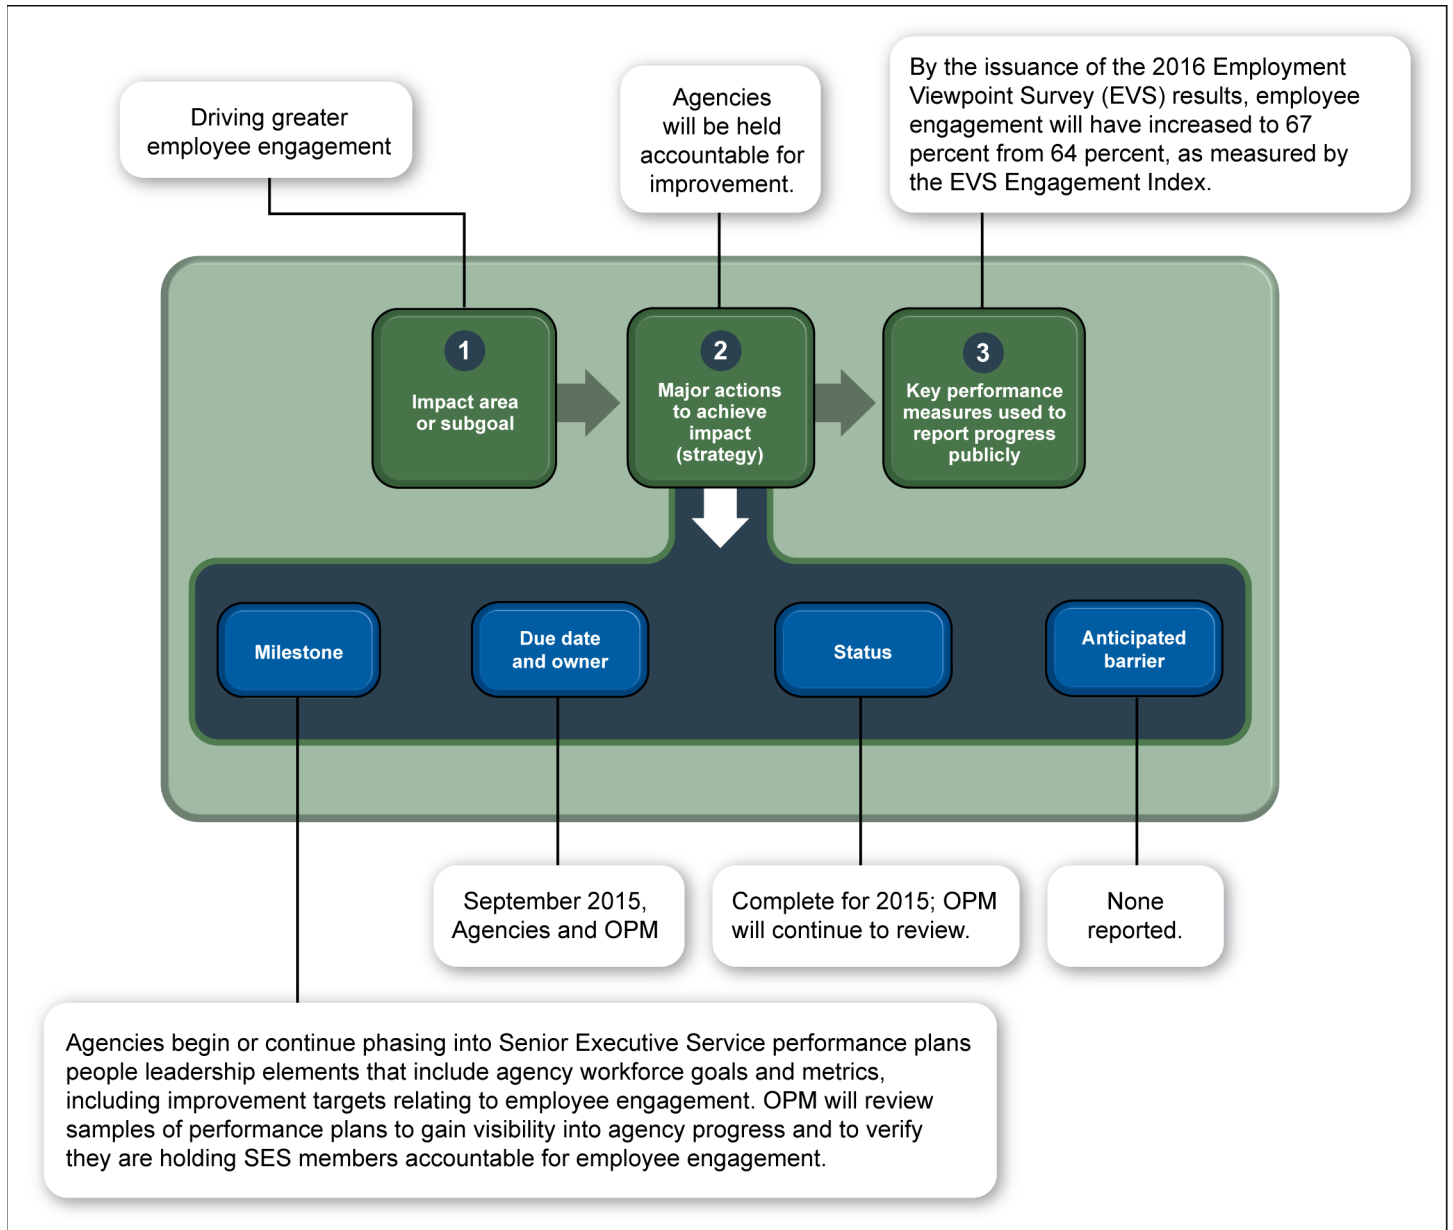 Driving greater
employee engagement
Agencies
will be held
accountable for
improvement.
By the issuance of the 2016 Employment
Viewpoint Survey (EVS) results, employee
engagement will have increased to 67
percent from 64 percent, as measured by
the EVS Engagement Index.
1
Impact area
or subgoal
2
Major actions
to achieve
impact
(strategy)
3
Key performance
measures used to
report progress
publicly
Milestone
Due date
and owner
Status
Anticipated
barrier
September 2015,
Agencies and OPM
Complete for 2015; OPM
will continue to review.
None
reported.
Agencies begin or continue phasing into Senior Executive Service performance plans
people leadership elements that include agency workforce goals and metrics,
including improvement targets relating to employee engagement. OPM will review
samples of performance plans to gain visibility into agency progress and to verify
they are holding SES members accountable for employee engagement.